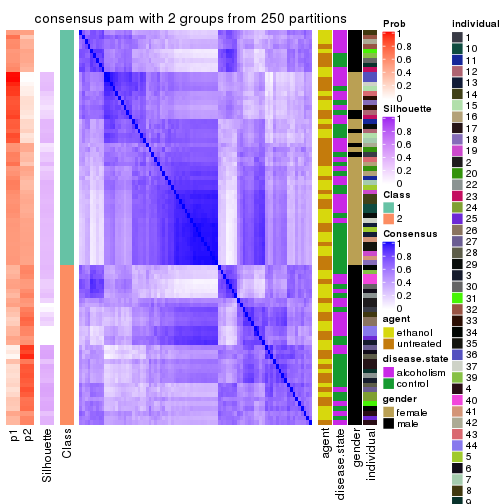 consensus pam with 2 groups from 250 partitions
p1
p2
Silhouette
Class
agent
disease.state
gender
individual
Prob
1
0.8
0.6
0.4
0.2
0
Silhouette
1
0.8
0.6
0.4
0.2
0
Class
1
2
Consensus
1
0.8
0.6
0.4
0.2
0
agent
ethanol
untreated
disease.state
alcoholism
control
gender
female
male
individual
1
10
11
12
13
14
15
16
17
18
19
2
20
22
23
24
25
26
27
28
29
3
30
31
32
33
34
35
36
37
39
4
40
41
42
43
44
5
6
7
8
9